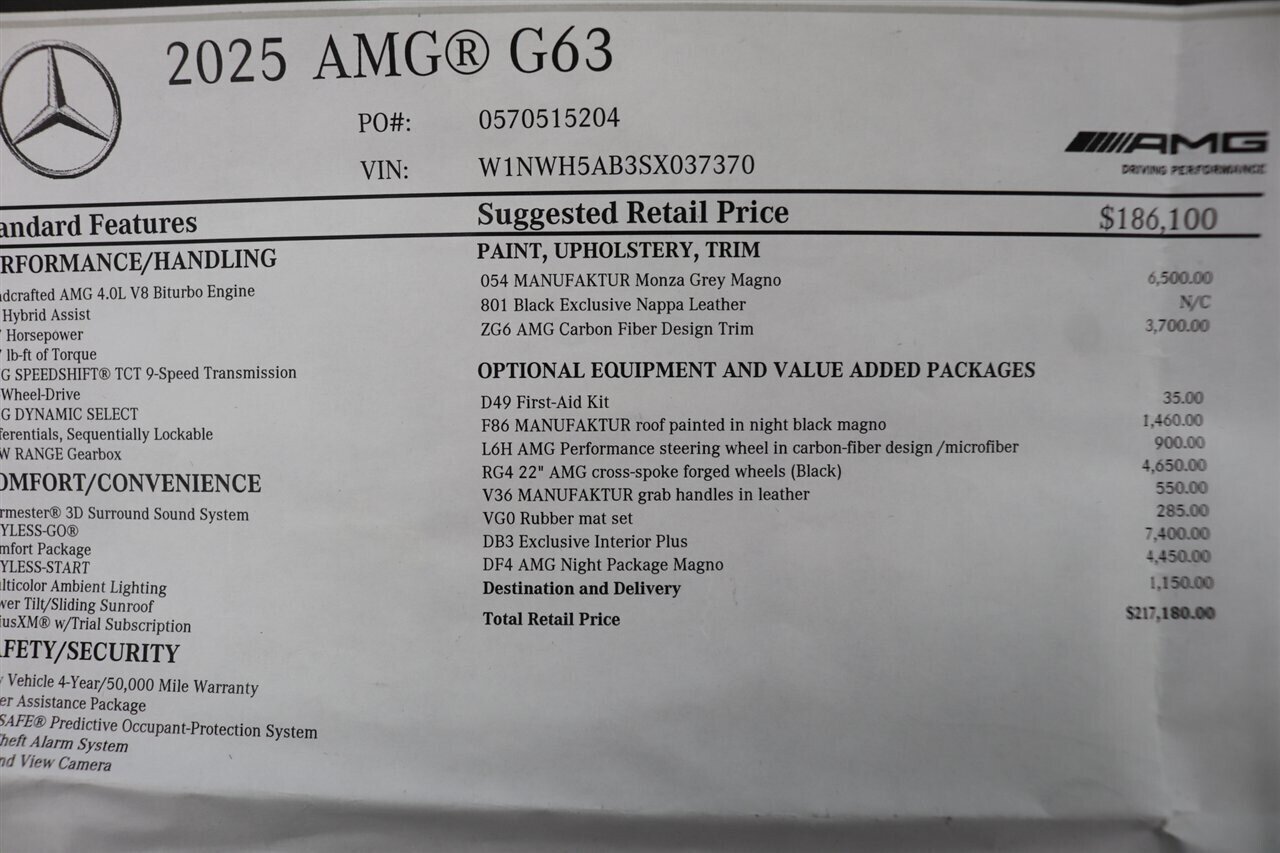 2025 AMG® G63
PO#: 0570515204
VIN: W1NWH5AB3SX037370
AMG
DRIVING PERFORMANCE
andard Features
RFORMANCE/HANDLING
dcrafted AMG 4.0L V8 Biturbo Engine
Hybrid Assist
Horsepower
lb-ft of Torque
G SPEEDSHIFT® TCT 9-Speed Transmission
Wheel-Drive
G DYNAMIC SELECT
ferentials, Sequentially Lockable
W RANGE Gearbox
OMFORT/CONVENIENCE
rmester® 3D Surround Sound System
YLESS-GO®
mfort Package
YLESS-START
lticolor Ambient Lighting
wer Tilt/Sliding Sunroof
iusXM® w/Trial Subscription
FETY/SECURITY
Vehicle 4-Year/50,000 Mile Warranty
er Assistance Package
SAFE® Predictive Occupant-Protection System
heft Alarm System
nd View Camera
Suggested Retail Price $186,100
PAINT, UPHOLSTERY, TRIM
054 MANUFAKTUR Monza Grey Magno 6,500.00
801 Black Exclusive Nappa Leather N/C
ZG6 AMG Carbon Fiber Design Trim 3,700.00
OPTIONAL EQUIPMENT AND VALUE ADDED PACKAGES
D49 First-Aid Kit 35.00
F86 MANUFAKTUR roof painted in night black magno 1,460.00
L6H AMG Performance steering wheel in carbon-fiber design/microfiber 900.00
RG4 22" AMG cross-spoke forged wheels (Black) 4,650.00
V36 MANUFAKTUR grab handles in leather 550.00
VG0 Rubber mat set 285.00
DB3 Exclusive Interior Plus 7,400.00
DF4 AMG Night Package Magno 4,450.00
Destination and Delivery 1,150.00
Total Retail Price $217,180.00